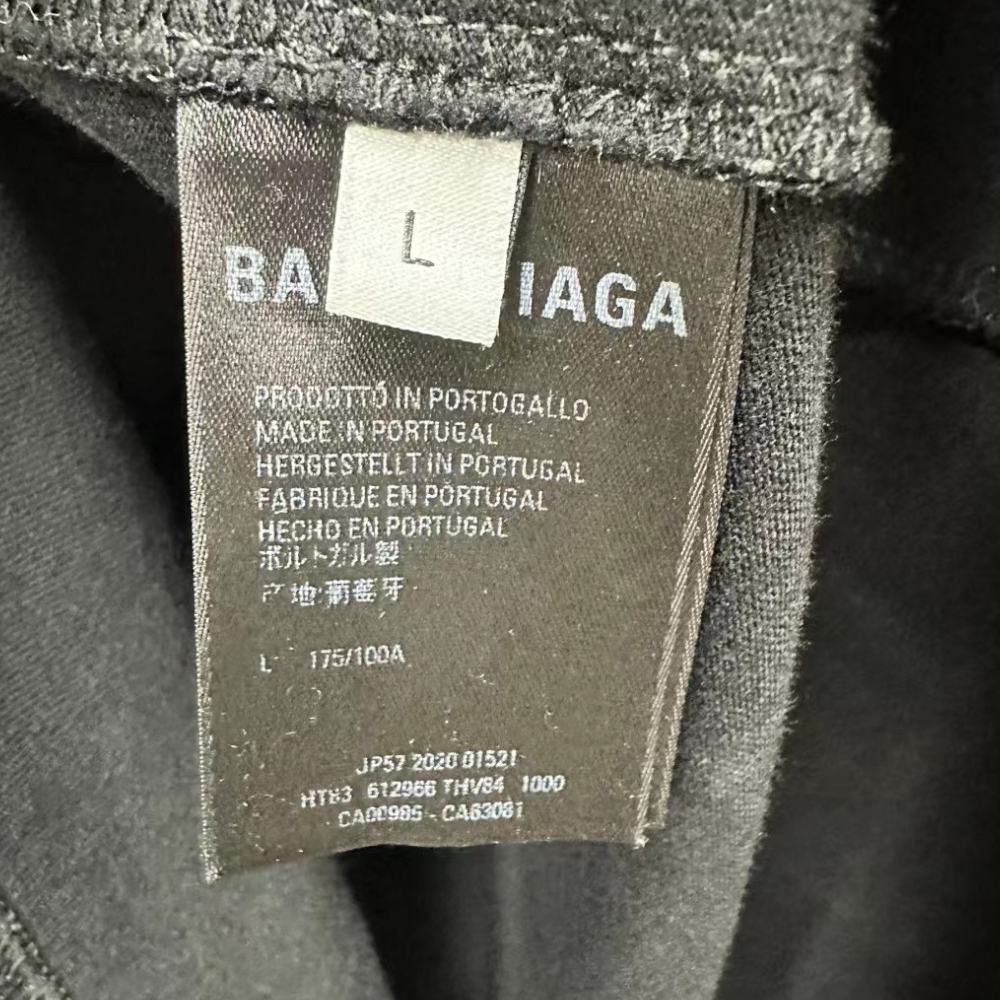 L
BA IAGA
PRODOTTO IN PORTOGALLO
MADE IN PORTUGAL
HERGESTELLT IN PORTUGAL
FABRIQUE EN PORTUGAL
HECHO EN PORTUGAL
ポルトガル製
产地:葡萄牙
L 175/100A
JP57 2020 01521
HT83 612966 THV84 1000
CA00985 - CA63081